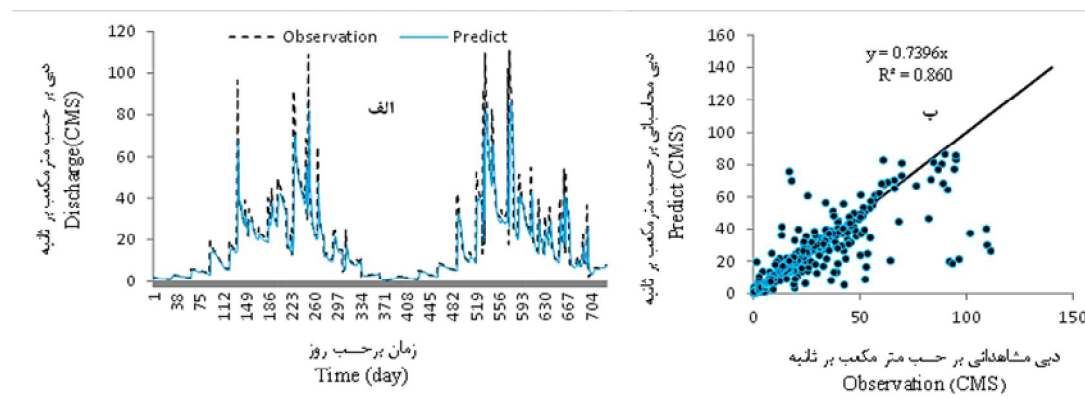 دبی بر حسب متر مکعب بر ثانیه
Discharge(CMS)
120
100
80
60
40
20
0
Observation
Predict
الف
1 38 75 112 149 186 223 260 297 334 371 408 445 482 519 556 593 630 667 704
زمان برحسب روز
Time (day)
دبی محاسباتی بر حسب متر مکعب بر ثانیه
Predict (CMS)
160
140
120
100
80
60
40
20
0
y = 0.7396x
R² = 0.860
ب
0 50 100 150
دبی مشاهداتی بر حسب متر مکعب بر ثانیه
Observation (CMS)